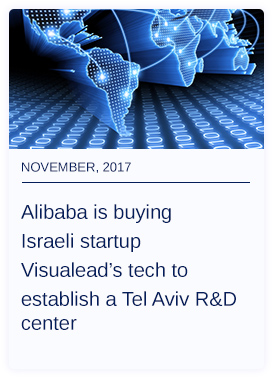 NOVEMBER, 2017
Alibaba is buying
Israeli startup
Visualead’s tech to
establish a Tel Aviv R&D
center